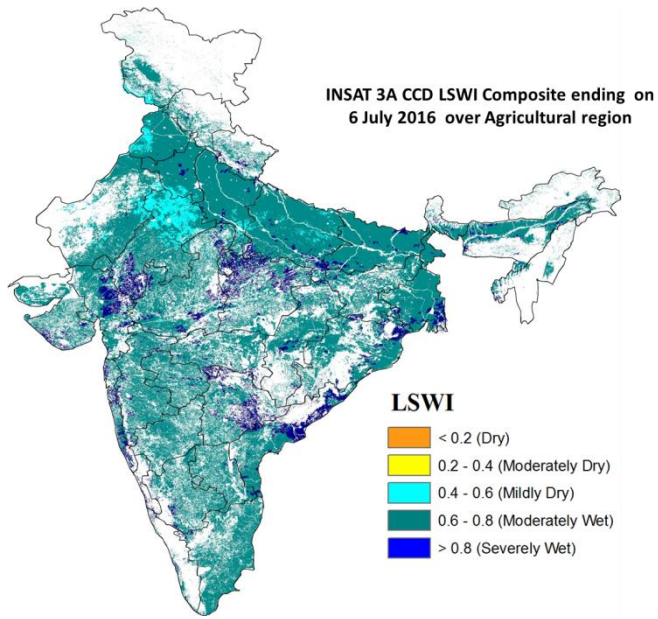 INSAT 3A CCD LSWI Composite ending on
6 July 2016 over Agricultural region
LSWI
< 0.2 (Dry)
0.2 - 0.4 (Moderately Dry)
0.4 - 0.6 (Mildly Dry)
0.6 - 0.8 (Moderately Wet)
> 0.8 (Severely Wet)